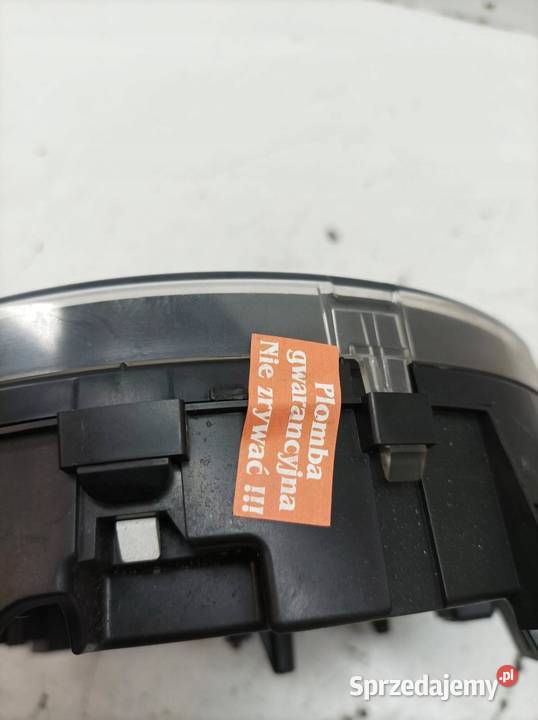 Plomba
gwarancyjna
Nie zrywać !!!
Sprzedajemy.pl